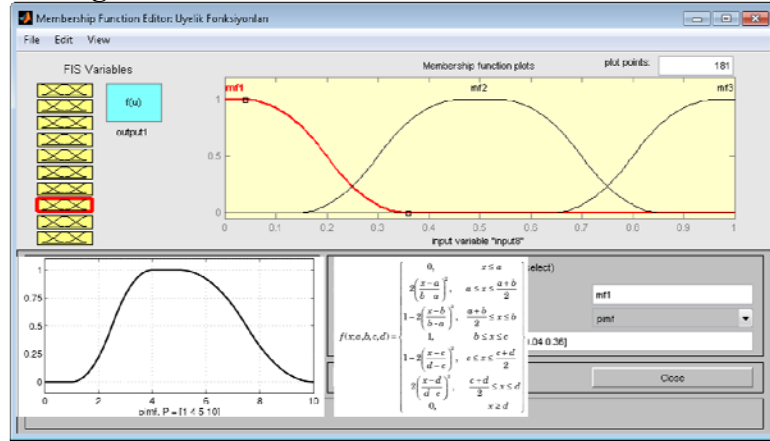 Membership Function Editor: Uyelik Fonksiyonları
File Edit View
FIS Variables
f(u)
output1
Membership function plots
plot points:
181
mf1
mf2
mf3
1
0.5
0
0 0.1 0.2 0.3 0.4 0.5 0.6 0.7 0.8 0.9 1
input variable "input8"
1
0.75
0.5
0.25
0
0 2 4 6 8 10
pimf, P = [1 4 5 10]
f(x;a,b,c,d) =
0, x ≤ a
2((x-a)/(b-a))², a ≤ x ≤ (a+b)/2
1-2((x-b)/(b-a))², (a+b)/2 ≤ x ≤ b
1, b ≤ x ≤ c
1-2((x-c)/(d-c))², c ≤ x ≤ (c+d)/2
2((x-d)/(d-c))², (c+d)/2 ≤ x ≤ d
0, x ≥ d
select)
mf1
pimf
.04 0.36]
Close